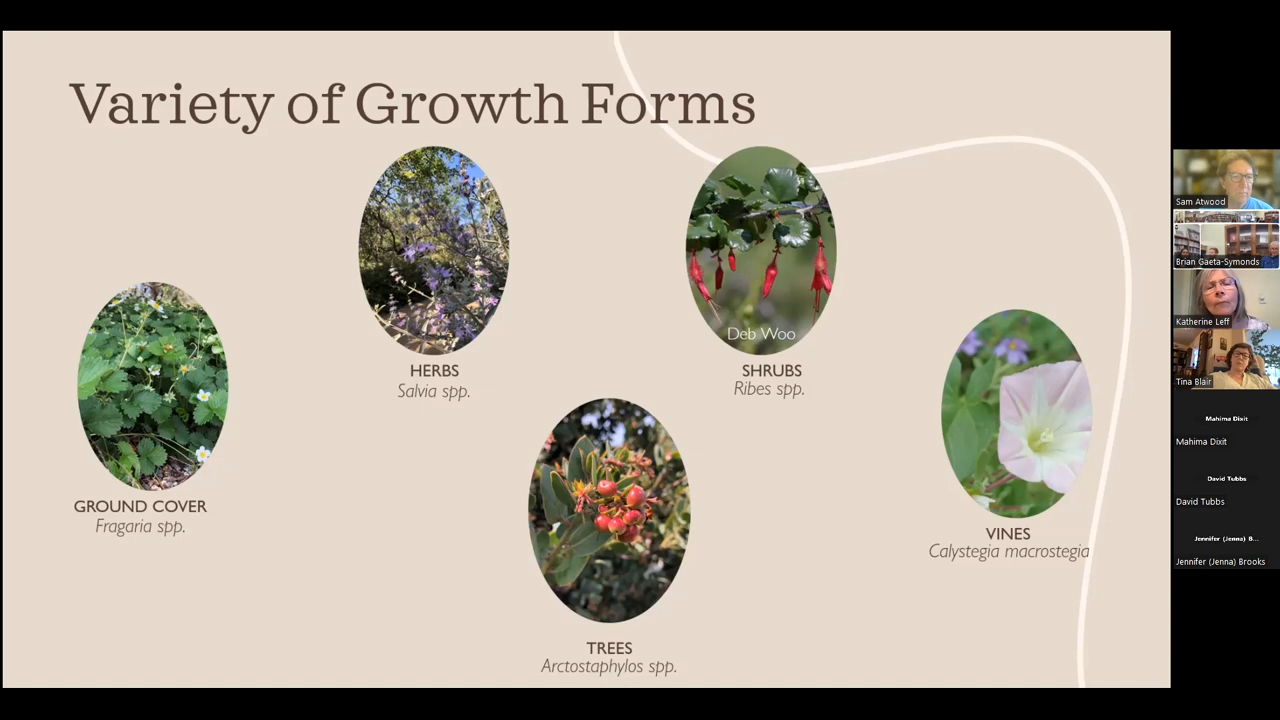 Variety of Growth Forms
GROUND COVER
Fragaria spp.
HERBS
Salvia spp.
TREES
Arctostaphylos spp.
Deb Woo
SHRUBS
Ribes spp.
VINES
Calystegia macrostegia
Sam Atwood
Brian Gaeta-Symonds
Katherine Leff
Tina Blair
Mahima Dixit
Mahima Dixit
David Tubbs
David Tubbs
Jennifer (Jenna) B...
Jennifer (Jenna) Brooks